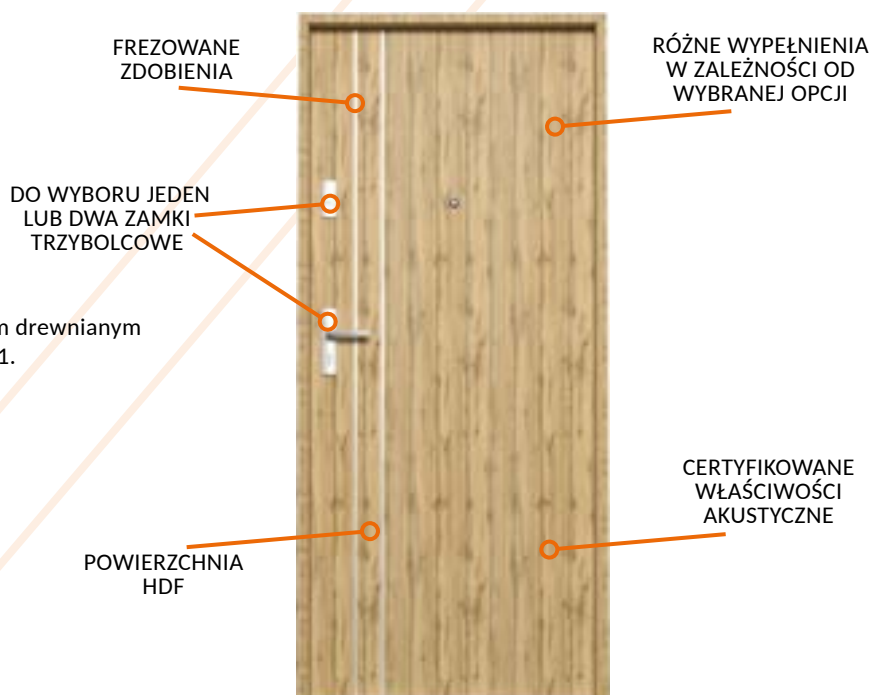 FREZOWANE
ZDOBIENIA
RÓŻNE WYPEŁNIENIA
W ZALEŻNOŚCI OD
WYBRANEJ OPCJI
DO WYBORU JEDEN
LUB DWA ZAMKI
TRZYBOLCOWE
drewnianym
1.
CERTYFIKOWANE
WŁAŚCIWOŚCI
AKUSTYCZNE
POWIERZCHNIA
HDF